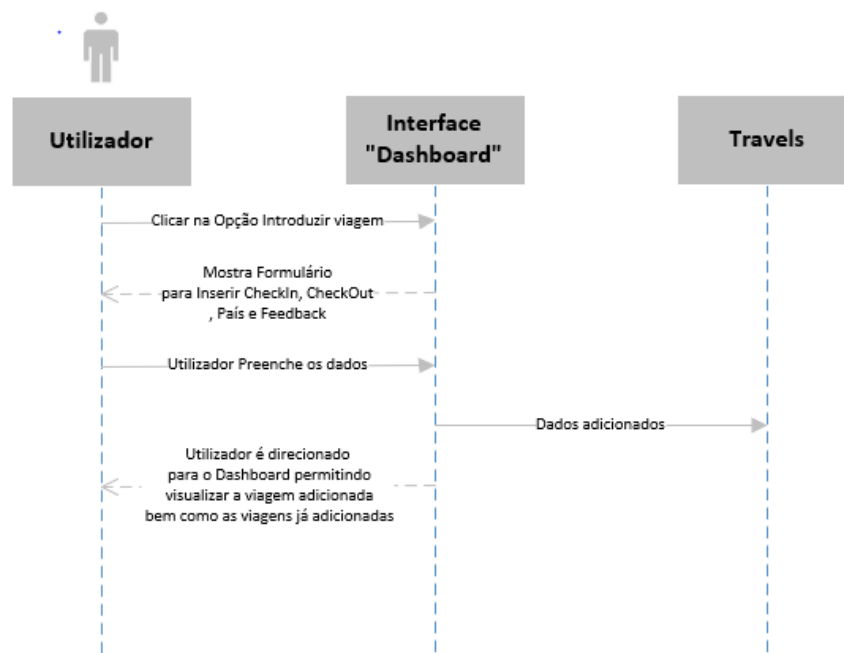 Utilizador
Interface
"Dashboard"
Travels
Clicar na Opção Introduzir viagem
Mostra Formulário
para Inserir CheckIn, CheckOut
, País e Feedback
Utilizador Preenche os dados
Dados adicionados
Utilizador é direcionado
para o Dashboard permitindo
visualizar a viagem adicionada
bem como as viagens já adicionadas